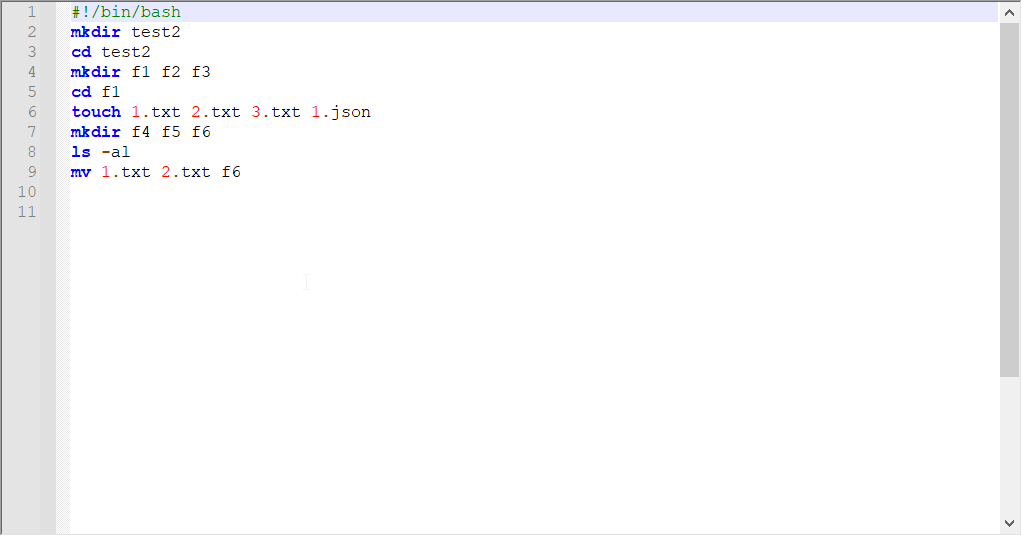 1 #!/bin/bash
2 mkdir test2
3 cd test2
4 mkdir f1 f2 f3
5 cd f1
6 touch 1.txt 2.txt 3.txt 1.json
7 mkdir f4 f5 f6
8 ls -al
9 mv 1.txt 2.txt f6
10
11